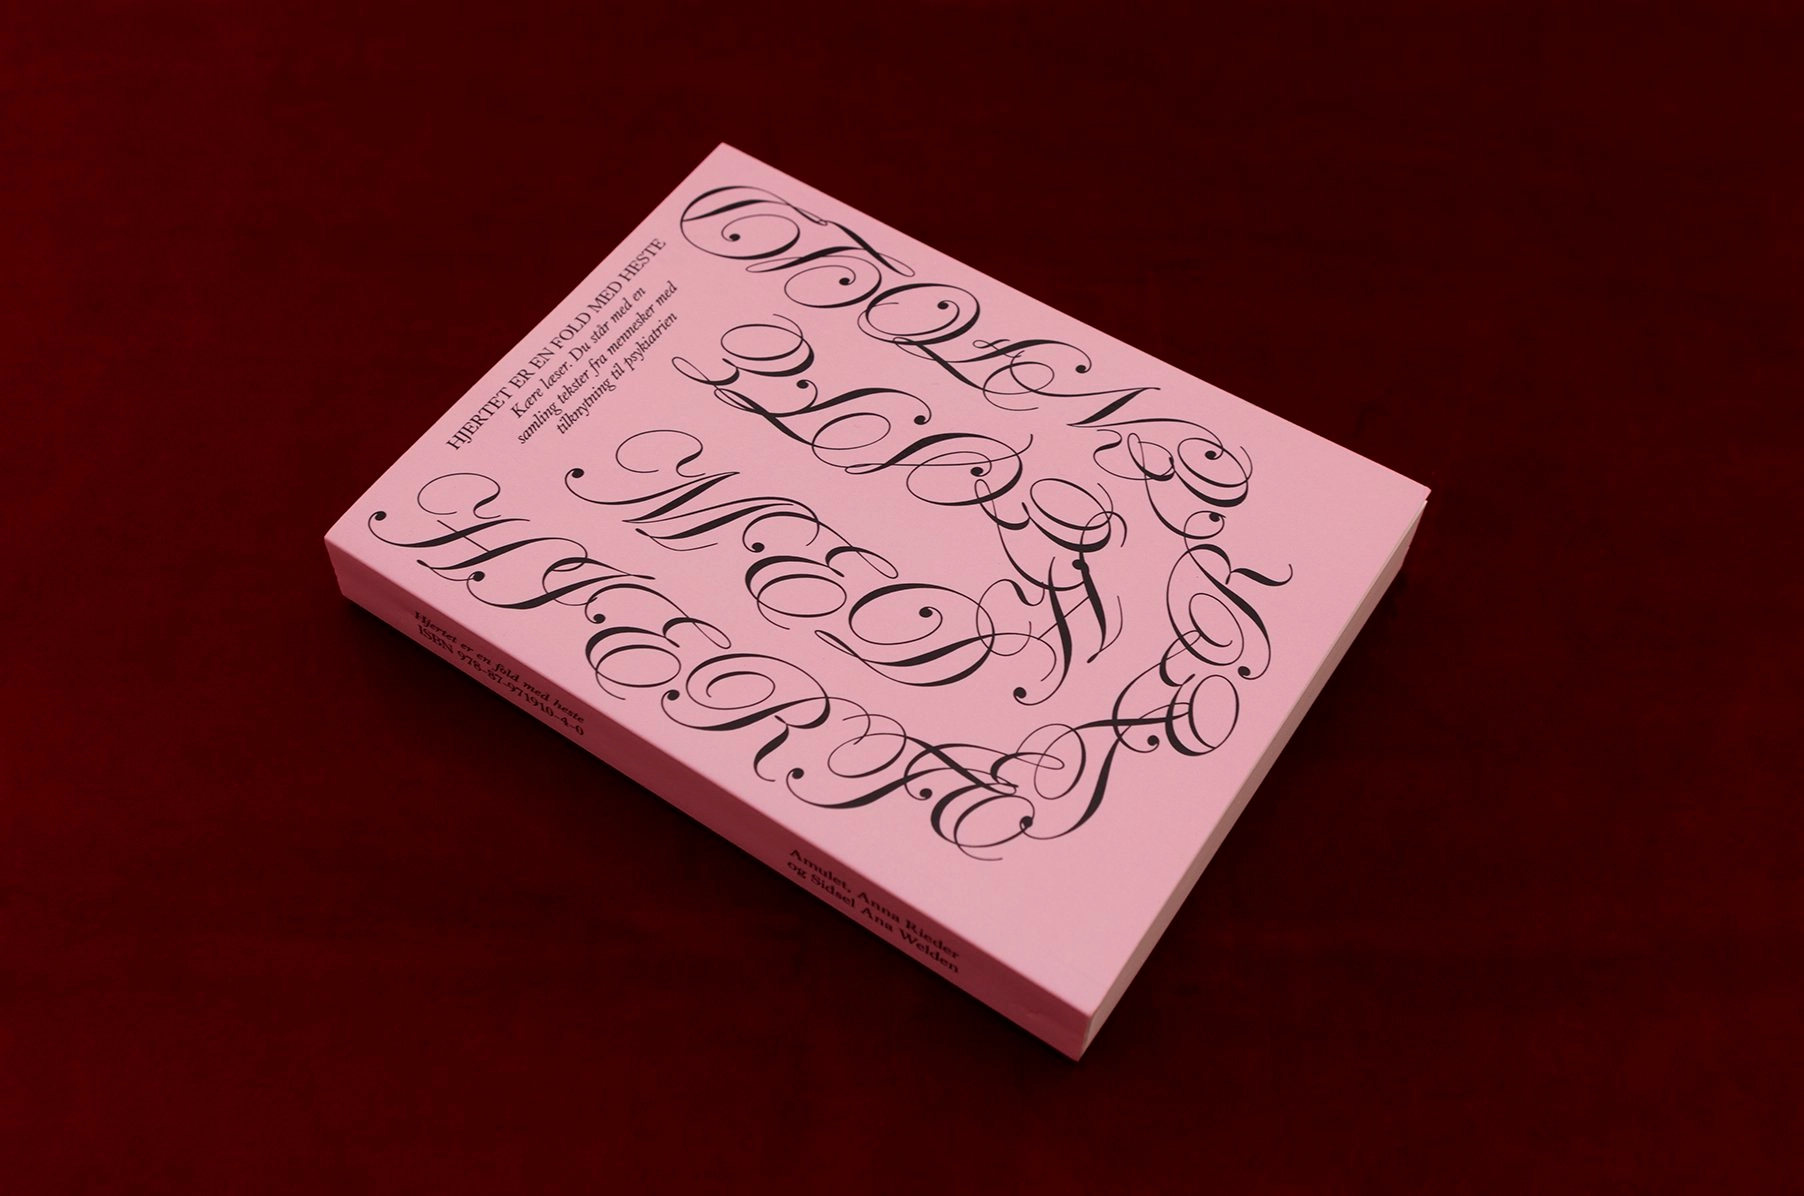 HJERTET ER EN FOLD MED HESTE
Kære læser. Du står med en
samling tekster fra mennesker med
tilknytning til psykiatrien
HJERTET ER EN FOLD
MED HESTE
Hjertet er en fold med heste
ISBN 978-87-971910-4-0
Amulet, Anna Rieder
og Sidsel Ana Welden